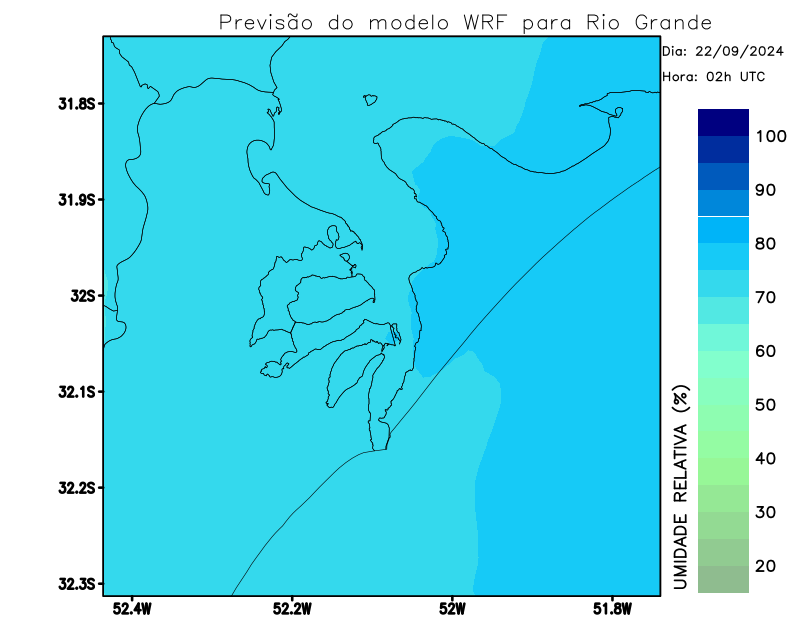 Previsão do modelo WRF para Rio Grande
Dia: 22/09/2024
Hora: 02h UTC
31.8S
31.9S
32S
32.1S
32.2S
32.3S
52.4W
52.2W
52W
51.8W
100
90
80
70
60
50
40
30
20
UMIDADE RELATIVA (%)